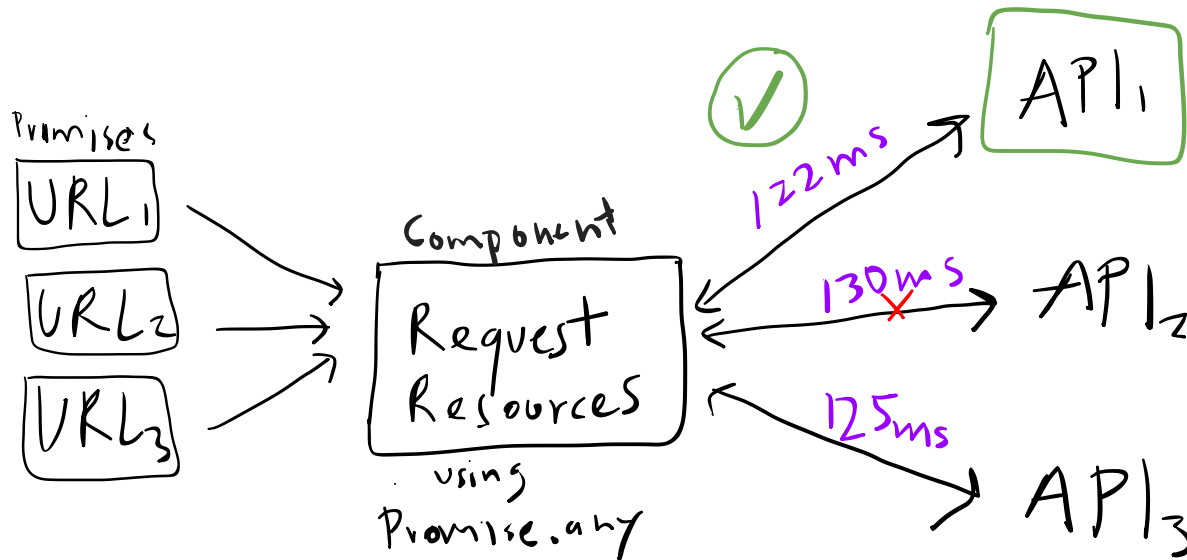 Promises
URL1
URL2
URL3
Component
Request
Resources
using
Promise.any
122ms
130ms
125ms
API1
API2
API3